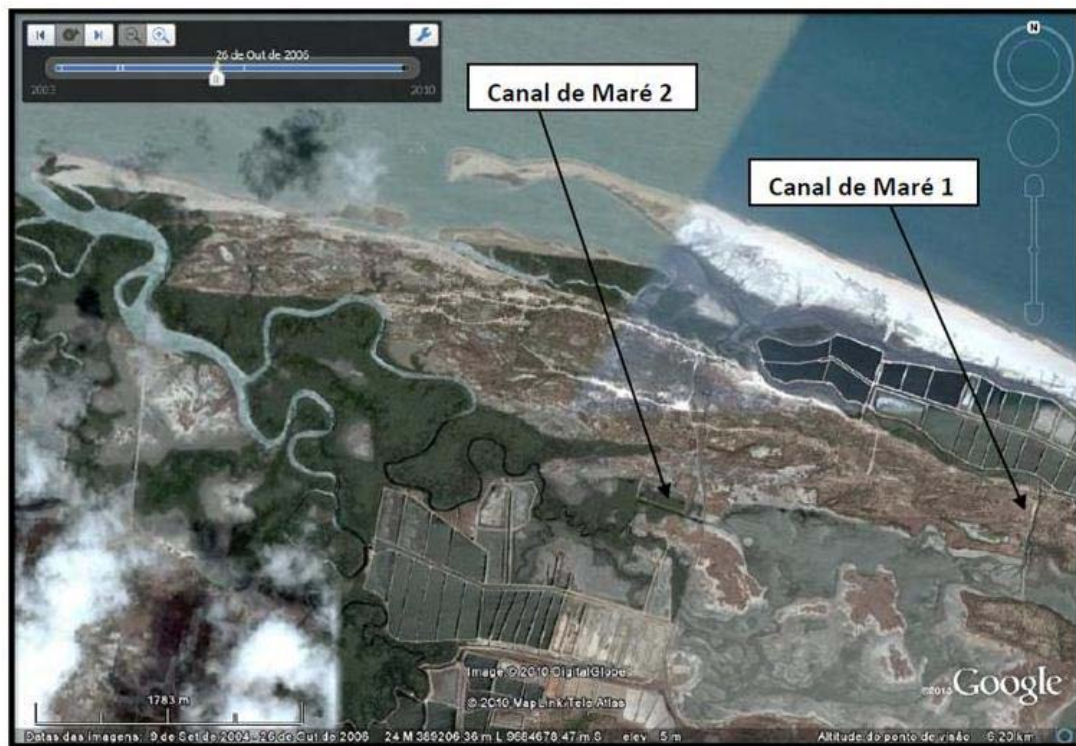 26 de Out de 2006
2003
2010
N
Canal de Maré 2
Canal de Maré 1
Image © 2010 DigitalGlobe
© 2010 MapLink/Tele Atlas
©2010 Google
1783 m
Datas das imagens: 9 de Set de 2004 - 26 de Out de 2006
24 M 389206.36 m L 9684678.47 m S
elev 5 m
Altitude do ponto de visão 6.20 km